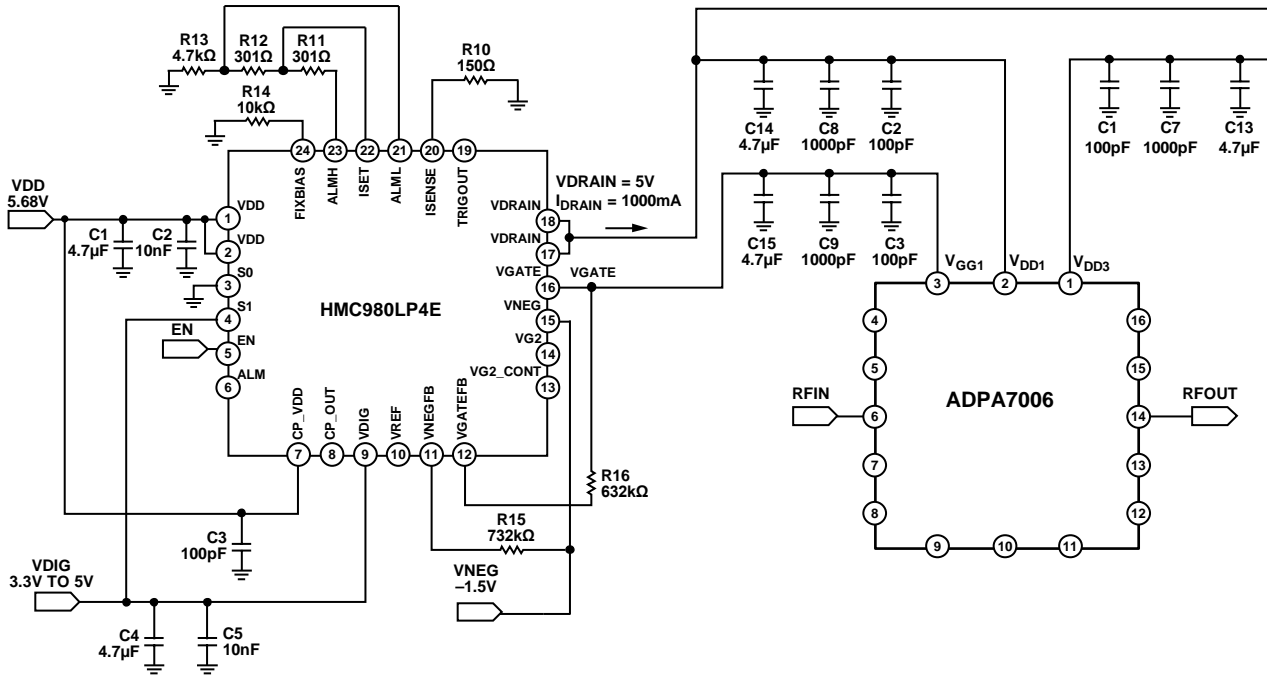 R13
4.7kΩ
R12
301Ω
R11
301Ω
R10
150Ω
R14
10kΩ
24
23
22
21
20
19
FIXBIAS
ALMH
ISET
ALML
ISENSE
TRIGOUT
VDD
5.68V
C1
4.7µF
C2
10nF
1
VDD
2
VDD
3
S0
4
S1
EN
5
EN
6
ALM
HMC980LP4E
VDRAIN
18
VDRAIN
17
VGATE
16
VNEG
15
VG2
14
VG2_CONT
13
VDRAIN = 5V
IDRAIN = 1000mA
VGATE
CP_VDD
CP_OUT
VDIG
VREF
VNEGFB
VGATEFB
7
8
9
10
11
12
R16
632kΩ
R15
732kΩ
C3
100pF
VNEG
–1.5V
VDIG
3.3V TO 5V
C4
4.7µF
C5
10nF
C14
4.7µF
C8
1000pF
C2
100pF
C1
100pF
C7
1000pF
C13
4.7µF
C15
4.7µF
C9
1000pF
C3
100pF
VGG1
VDD1
VDD3
3
2
1
4
5
6
7
8
16
15
14
13
12
9
10
11
RFIN
ADPA7006
RFOUT